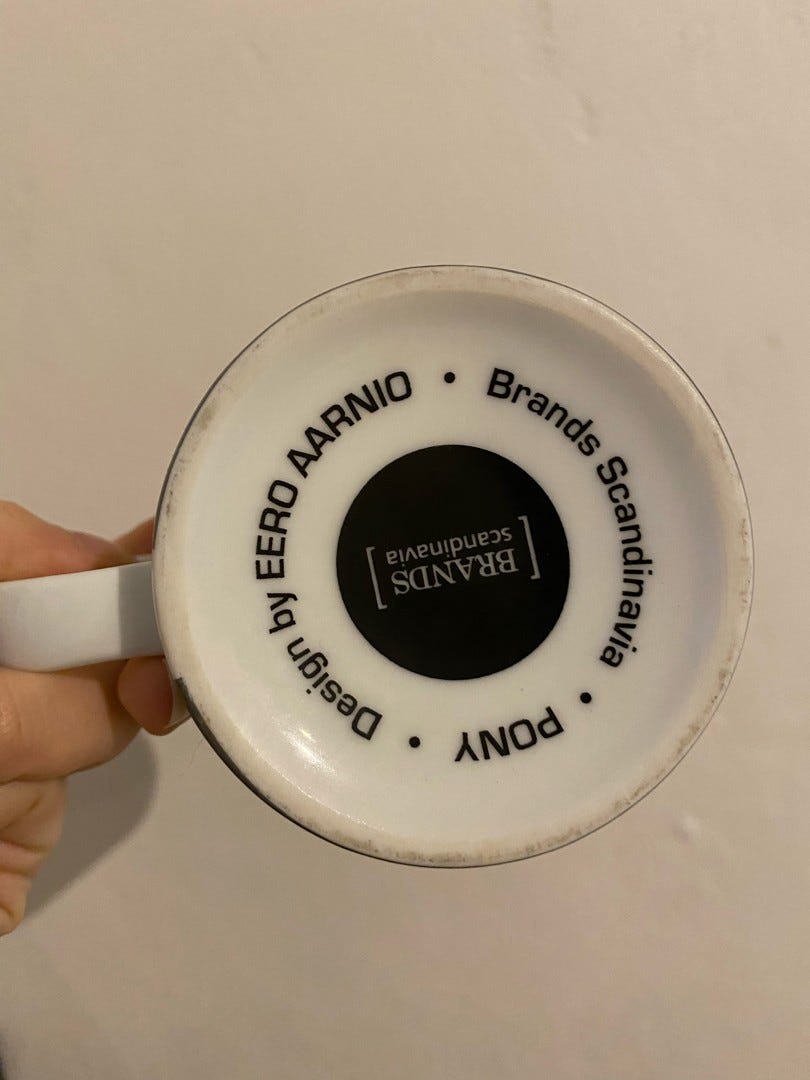 Design by EERO AARNIO • Brands Scandinavia • PONY •
[BRANDS
scandinavia]